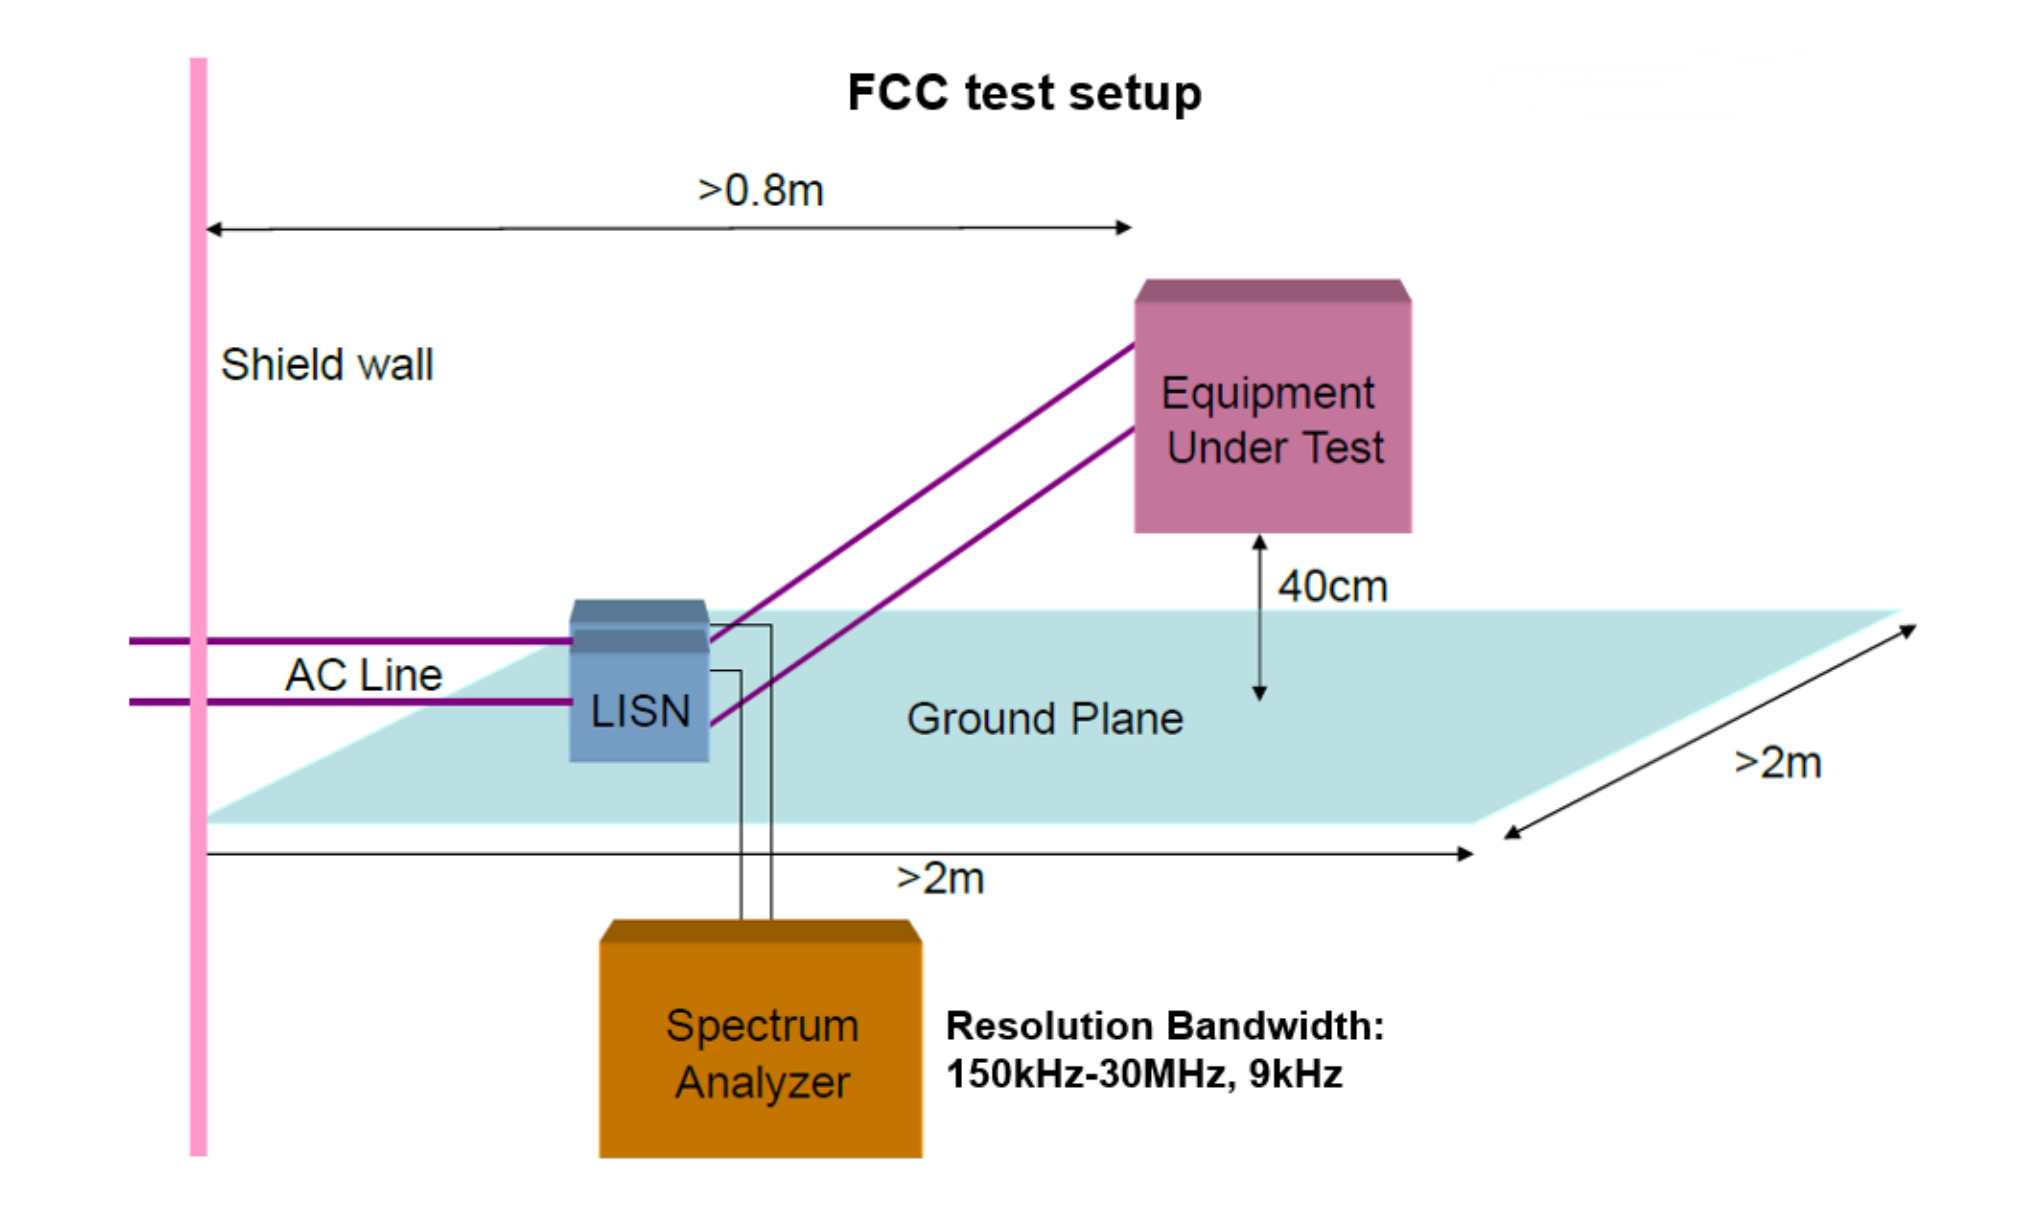 FCC test setup
>0.8m
Shield wall
Equipment
Under Test
40cm
AC Line
LISN
Ground Plane
>2m
>2m
Spectrum
Analyzer
Resolution Bandwidth:
150kHz-30MHz, 9kHz